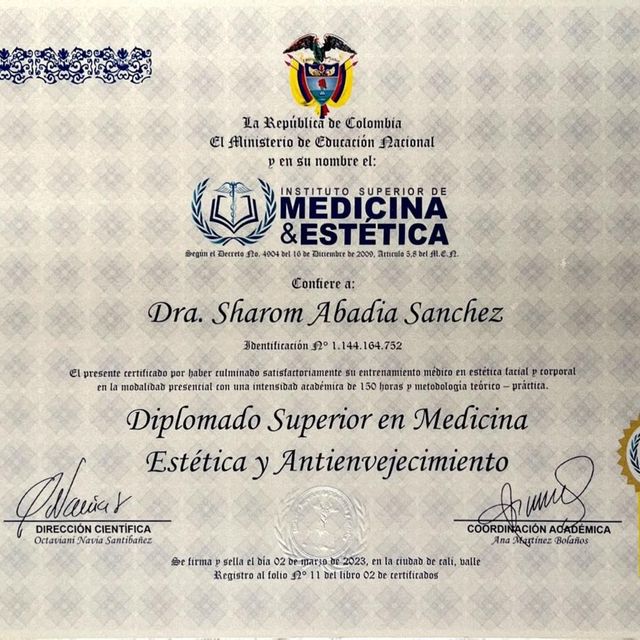 La República de Colombia
El Ministerio de Educación Nacional
y en su nombre el:
INSTITUTO SUPERIOR DE
MEDICINA
&ESTÉTICA
Según el Decreto No. 4904 del 16 de Diciembre de 2009, Articulo 5,8 del M.E.N.
Confiere a:
Dra. Sharom Abadia Sanchez
Identificación Nº 1.144.164.752
El presente certificado por haber culminado satisfactoriamente su entrenamiento médico en estética facial y corporal
en la modalidad presencial con una intensidad académica de 150 horas y metodología teórico – práctica.
Diplomado Superior en Medicina
Estética y Antienvejecimiento
DIRECCIÓN CIENTÍFICA
Octaviani Navia Santibañez
COORDINACIÓN ACADÉMICA
Ana Martínez Bolaños
Se firma y sella el día 02 de marzo de 2023, en la ciudad de cali, valle
Registro al folio Nº 11 del libro 02 de certificados